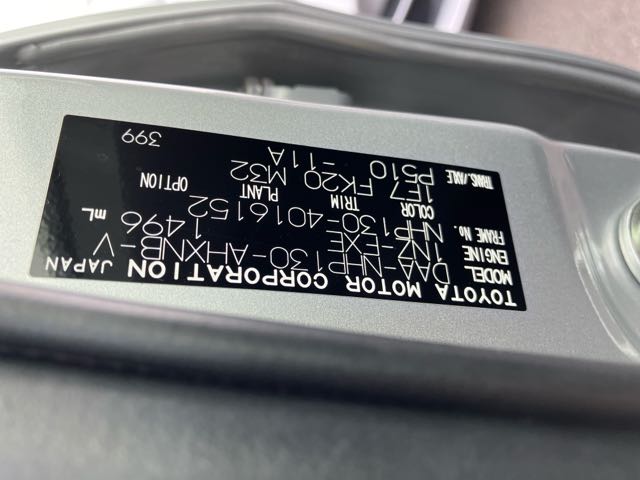 TOYOTA MOTOR CORPORATION JAPAN
MODEL DAA-NHP130-AHXNB-V
ENGINE 1NZ-FXE 1496 mL
FRAME No. NHP130-4016152
COLOR TRIM PLANT OPTION
1E7 FK20 M32
TRANS./AXLE P510 -11A
399